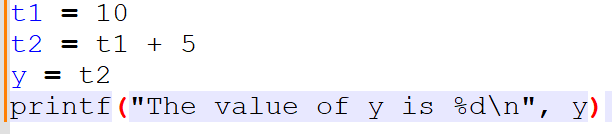 t1 = 10
t2 = t1 + 5
y = t2
printf("The value of y is %d\n", y)